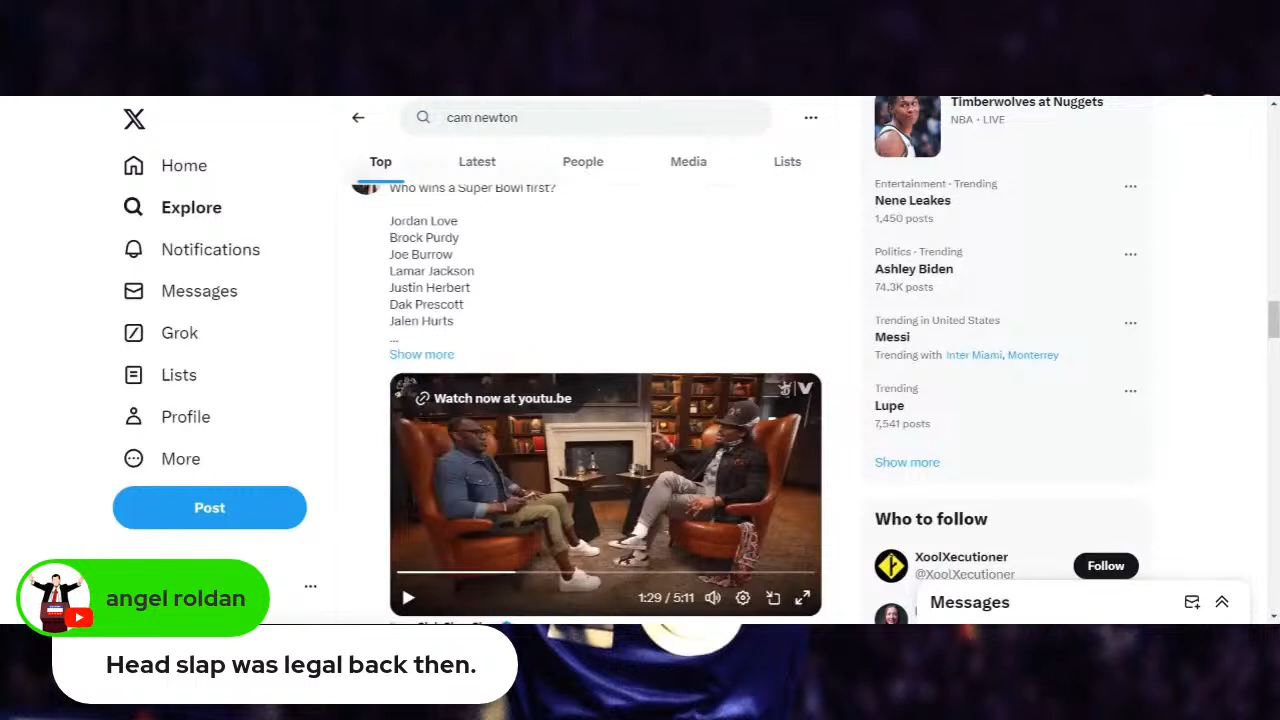 cam newton
Top
Latest
People
Media
Lists
Home
Explore
Notifications
Messages
Grok
Lists
Profile
More
Post
Who wins a Super Bowl first?
Jordan Love
Brock Purdy
Joe Burrow
Lamar Jackson
Justin Herbert
Dak Prescott
Jalen Hurts
...
Show more
Watch now at youtu.be
1:29 / 5:11
Timberwolves at Nuggets
NBA · LIVE
Entertainment · Trending
Nene Leakes
1,450 posts
Politics · Trending
Ashley Biden
74.3K posts
Trending in United States
Messi
Trending with Inter Miami, Monterrey
Trending
Lupe
7,541 posts
Show more
Who to follow
XoolXecutioner
@XoolXecutioner
Follow
Messages
angel roldan
Head slap was legal back then.